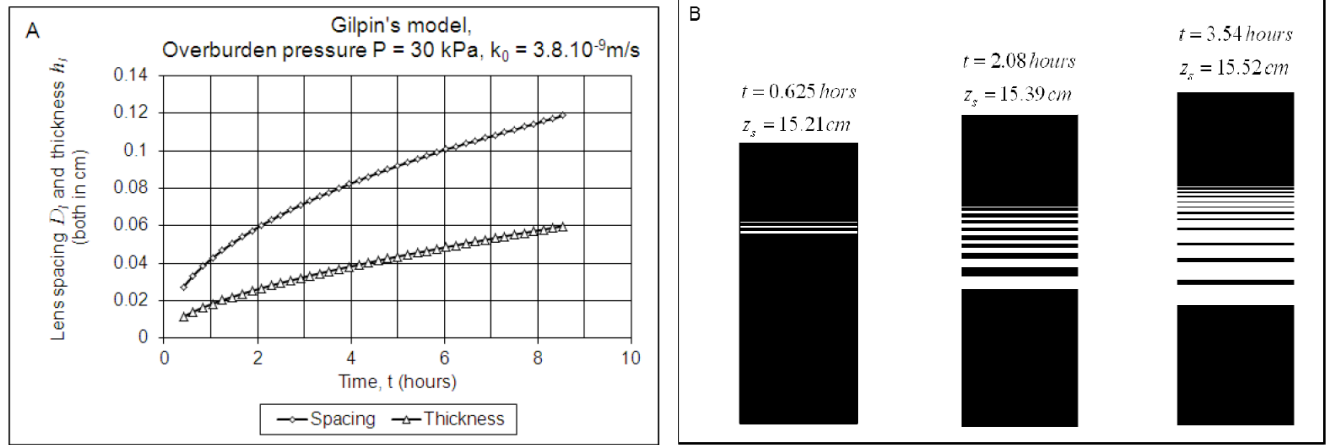 A
Gilpin's model,
Overburden pressure P = 30 kPa, k₀ = 3.8.10⁻⁹m/s
Lens spacing Dₗ and thickness hₗ
(both in cm)
0.14
0.12
0.1
0.08
0.06
0.04
0.02
0
0 2 4 6 8 10
Time, t (hours)
Spacing Thickness
B
t = 0.625 hors
zₛ = 15.21cm
t = 2.08 hours
zₛ = 15.39 cm
t = 3.54 hours
zₛ = 15.52 cm